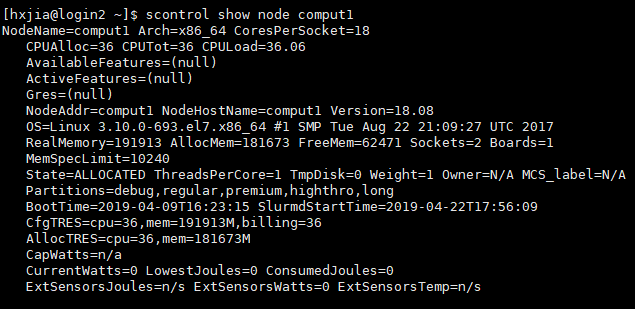 [hxjia@login2 ~]$ scontrol show node comput1
NodeName=comput1 Arch=x86_64 CoresPerSocket=18
CPUAlloc=36 CPUTot=36 CPULoad=36.06
AvailableFeatures=(null)
ActiveFeatures=(null)
Gres=(null)
NodeAddr=comput1 NodeHostName=comput1 Version=18.08
OS=Linux 3.10.0-693.el7.x86_64 #1 SMP Tue Aug 22 21:09:27 UTC 2017
RealMemory=191913 AllocMem=181673 FreeMem=62471 Sockets=2 Boards=1
MemSpecLimit=10240
State=ALLOCATED ThreadsPerCore=1 TmpDisk=0 Weight=1 Owner=N/A MCS_label=N/A
Partitions=debug,regular,premium,highthro,long
BootTime=2019-04-09T16:23:15 SlurmdStartTime=2019-04-22T17:56:09
CfgTRES=cpu=36,mem=191913M,billing=36
AllocTRES=cpu=36,mem=181673M
CapWatts=n/a
CurrentWatts=0 LowestJoules=0 ConsumedJoules=0
ExtSensorsJoules=n/s ExtSensorsWatts=0 ExtSensorsTemp=n/s